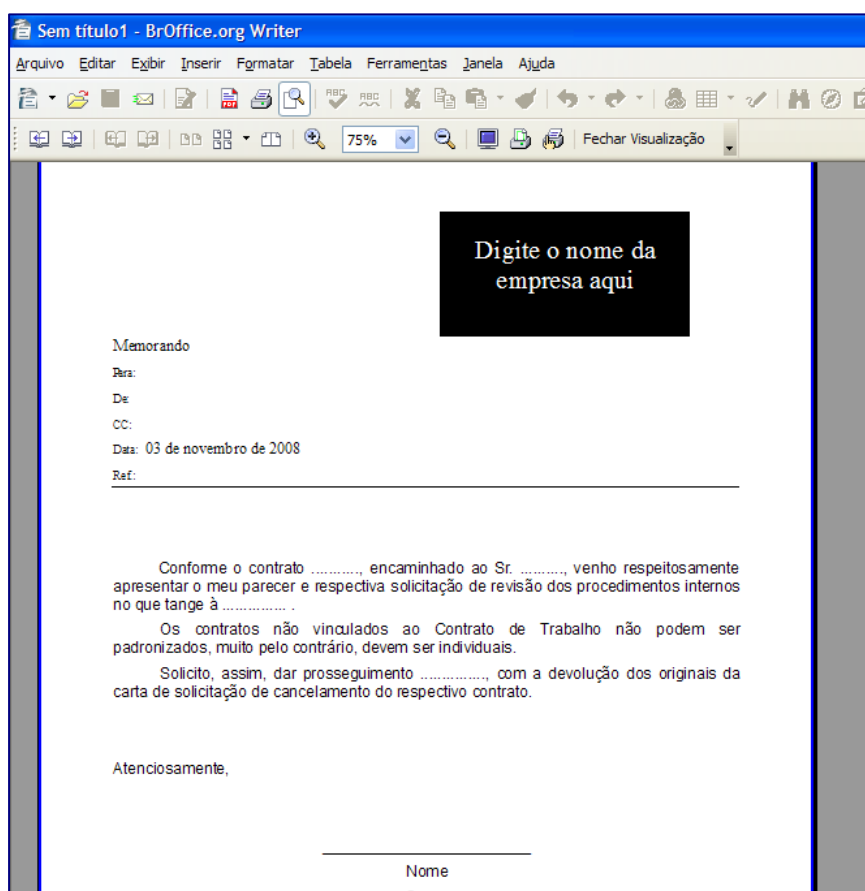 Sem título1 - BrOffice.org Writer
Arquivo Editar Exibir Inserir Formatar Tabela Ferramentas Janela Ajuda
75% Fechar Visualização
Digite o nome da
empresa aqui
Memorando
Para:
De:
CC:
Data: 03 de novembro de 2008
Ref:
Conforme o contrato ..........., encaminhado ao Sr. .........., venho respeitosamente
apresentar o meu parecer e respectiva solicitação de revisão dos procedimentos internos
no que tange à ............... .
Os contratos não vinculados ao Contrato de Trabalho não podem ser
padronizados, muito pelo contrário, devem ser individuais.
Solicito, assim, dar prosseguimento .............., com a devolução dos originais da
carta de solicitação de cancelamento do respectivo contrato.
Atenciosamente,
Nome